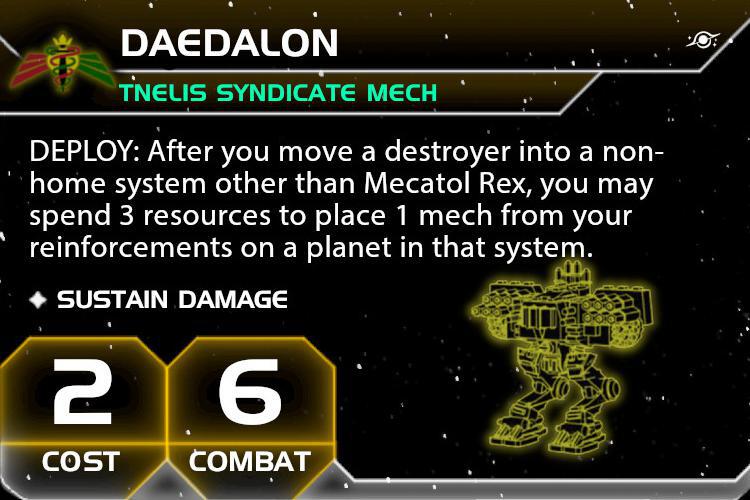 DAEDALON
TNELIS SYNDICATE MECH
DEPLOY: After you move a destroyer into a non-
home system other than Mecatol Rex, you may
spend 3 resources to place 1 mech from your
reinforcements on a planet in that system.
SUSTAIN DAMAGE
2 6
COST COMBAT